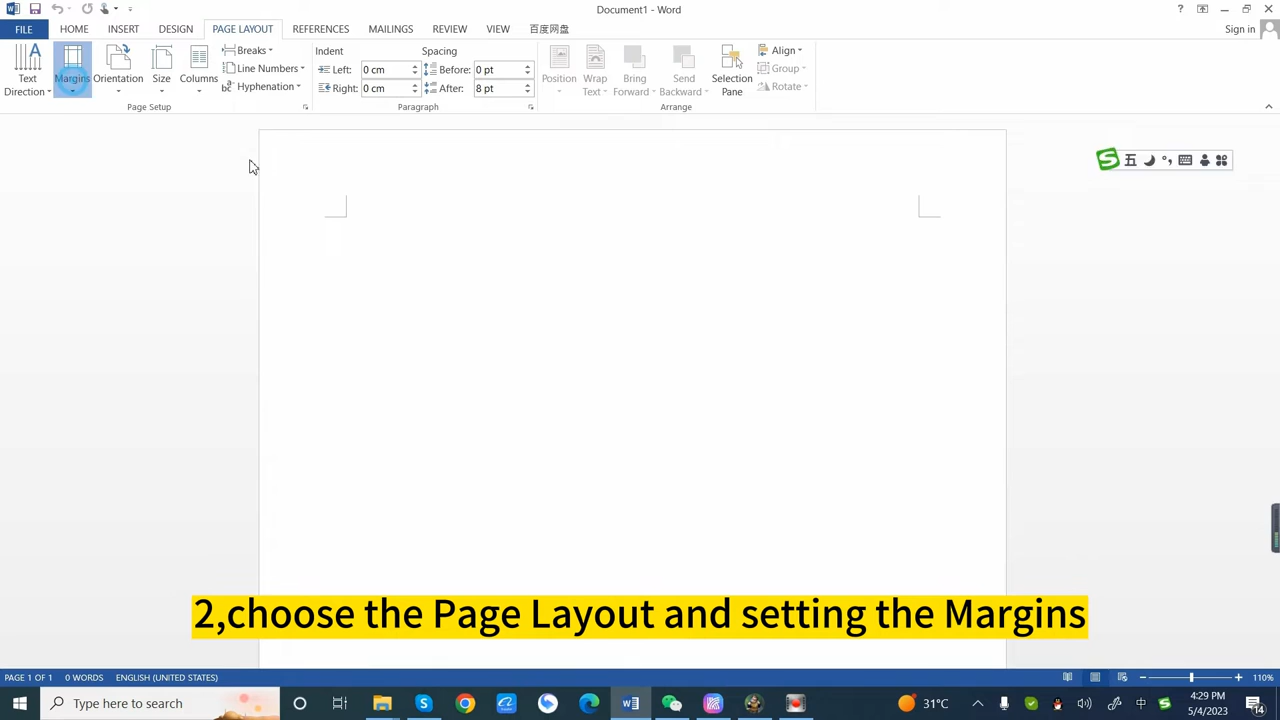 Document1 - Word
?
FILE HOME INSERT DESIGN PAGE LAYOUT REFERENCES MAILINGS REVIEW VIEW 百度网盘 Sign in
Text Direction Margins Orientation Size Columns
Breaks
Line Numbers
Hyphenation
Page Setup
Indent Spacing
Left: 0 cm Before: 0 pt
Right: 0 cm After: 8 pt
Paragraph
Position Wrap Text Bring Forward Send Backward Selection Pane
Align
Group
Rotate
Arrange
五
2,choose the Page Layout and setting the Margins
PAGE 1 OF 1 0 WORDS ENGLISH (UNITED STATES) 110%
Type here to search 31°C 中 4:29 PM
5/4/2023